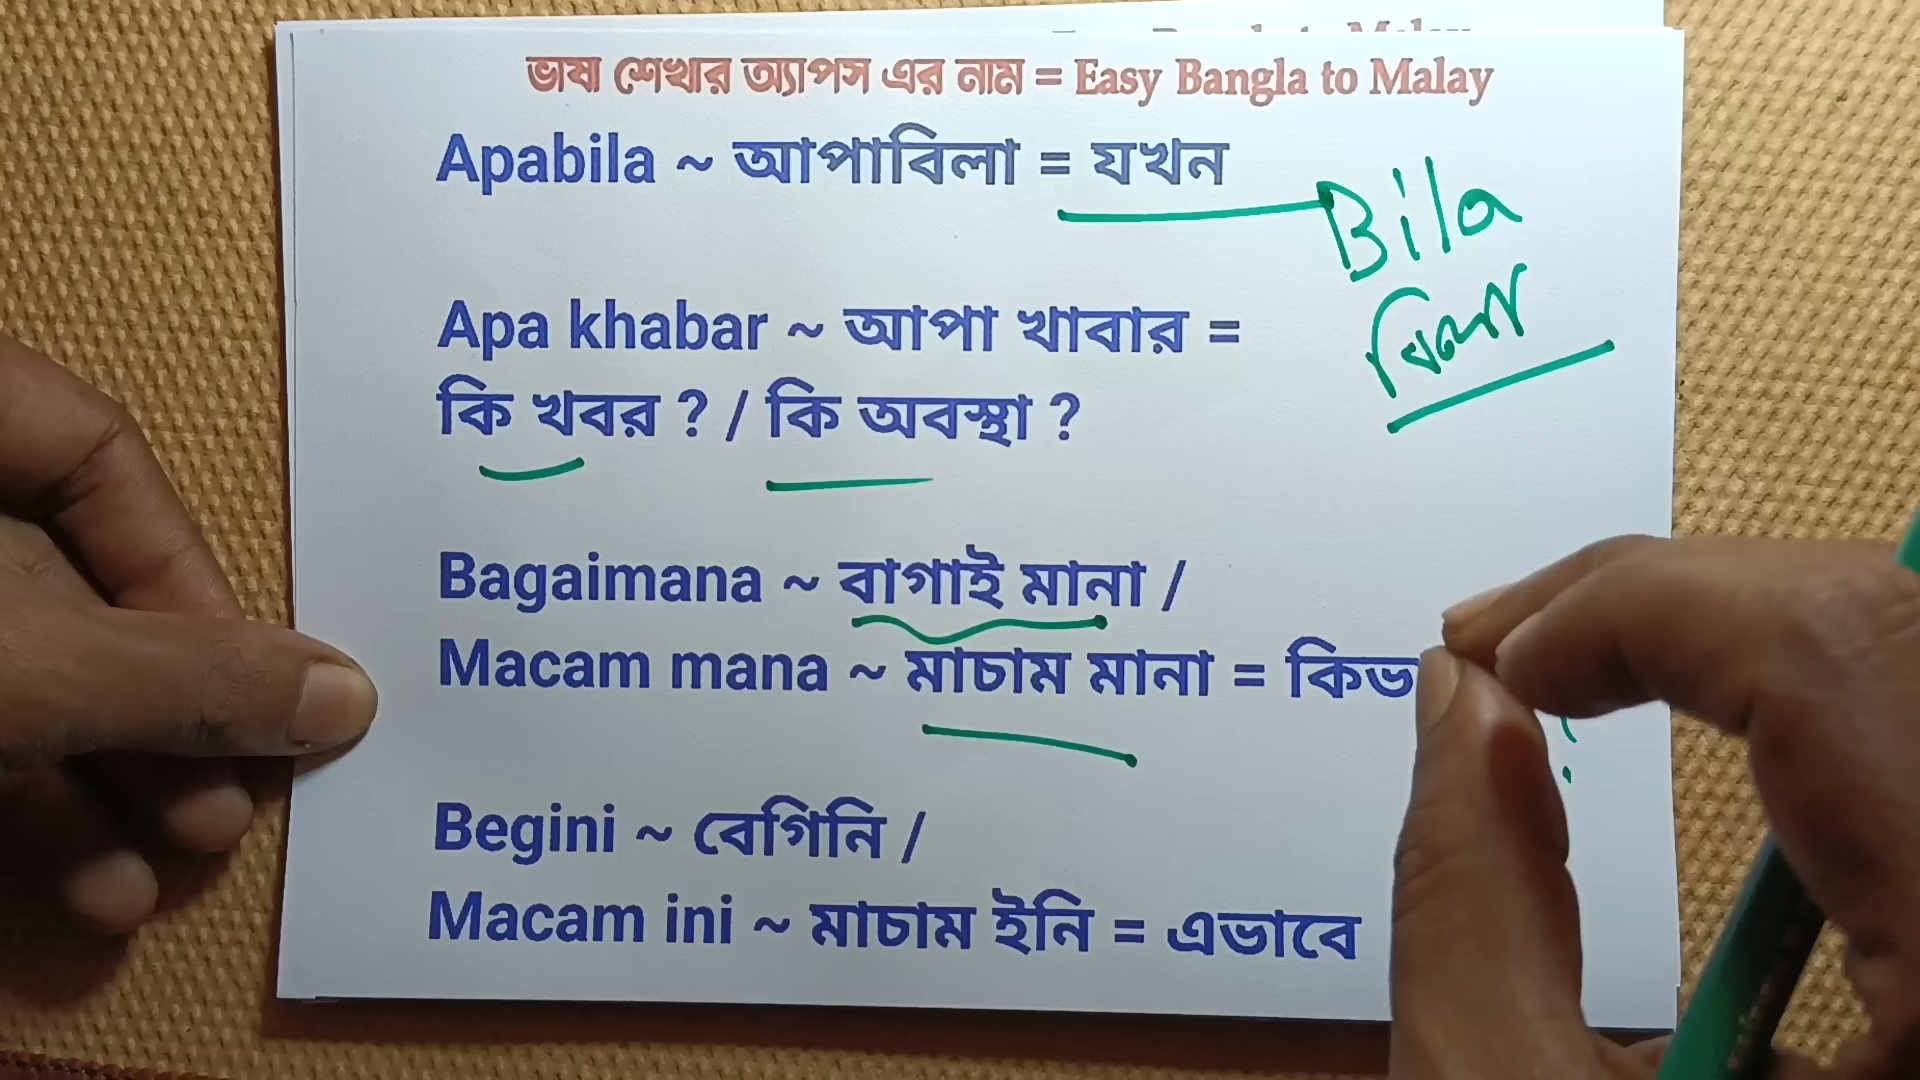 ভাষা শেখার অ্যাপস এর নাম = Easy Bangla to Malay
Apabila ~ আপাবিলা = যখন
Bila
বিলা
Apa khabar ~ আপা খাবার =
কি খবর ? / কি অবস্থা ?
Bagaimana ~ বাগাই মানা /
Macam mana ~ মাচাম মানা =
Begini ~ বেগিনি /
Macam ini ~ মাচাম ইনি = এভাবে